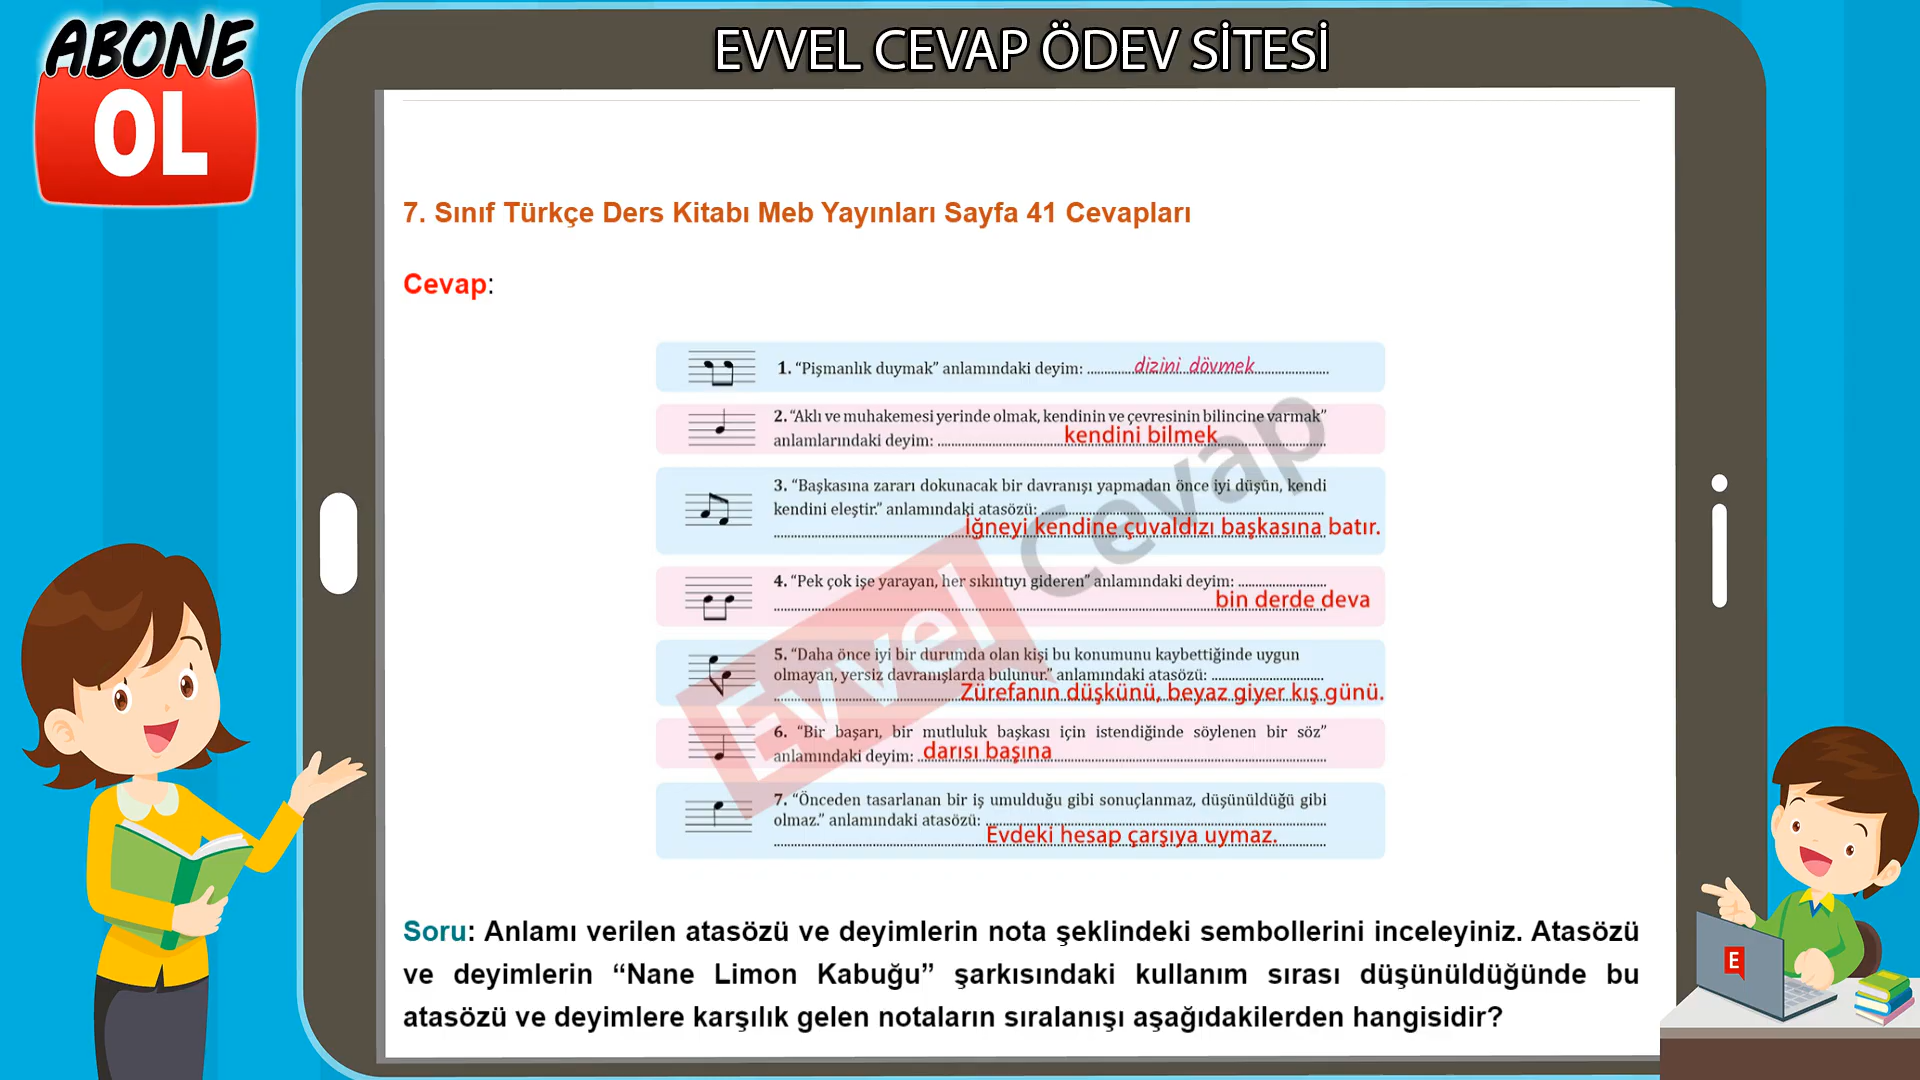 ABONE
OL
EVVEL CEVAP ÖDEV SİTESİ
7. Sınıf Türkçe Ders Kitabı Meb Yayınları Sayfa 41 Cevapları
Cevap:
1. “Pişmanlık duymak” anlamındaki deyim: dizini dövmek
2. “Aklı ve muhakemesi yerinde olmak, kendinin ve çevresinin bilincine varmak”
anlamlarındaki deyim: kendini bilmek
3. “Başkasına zararı dokunacak bir davranışı yapmadan önce iyi düşün, kendi
kendini eleştir.” anlamındaki atasözü:
İğneyi kendine çuvaldızı başkasına batır.
4. “Pek çok işe yarayan, her sıkıntıyı gideren” anlamındaki deyim:
bin derde deva
5. “Daha önce iyi bir durumda olan kişi bu konumunu kaybettiğinde uygun
olmayan, yersiz davranışlarda bulunur.” anlamındaki atasözü:
Zürefanın düşkünü, beyaz giyer kış günü.
6. “Bir başarı, bir mutluluk başkası için istendiğinde söylenen bir söz”
anlamındaki deyim: darısı başına
7. “Önceden tasarlanan bir iş umulduğu gibi sonuçlanmaz, düşünüldüğü gibi
olmaz.” anlamındaki atasözü:
Evdeki hesap çarşıya uymaz.
Evvel Cevap
Soru: Anlamı verilen atasözü ve deyimlerin nota şeklindeki sembollerini inceleyiniz. Atasözü
ve deyimlerin “Nane Limon Kabuğu” şarkısındaki kullanım sırası düşünüldüğünde bu
atasözü ve deyimlere karşılık gelen notaların sıralanışı aşağıdakilerden hangisidir?
E